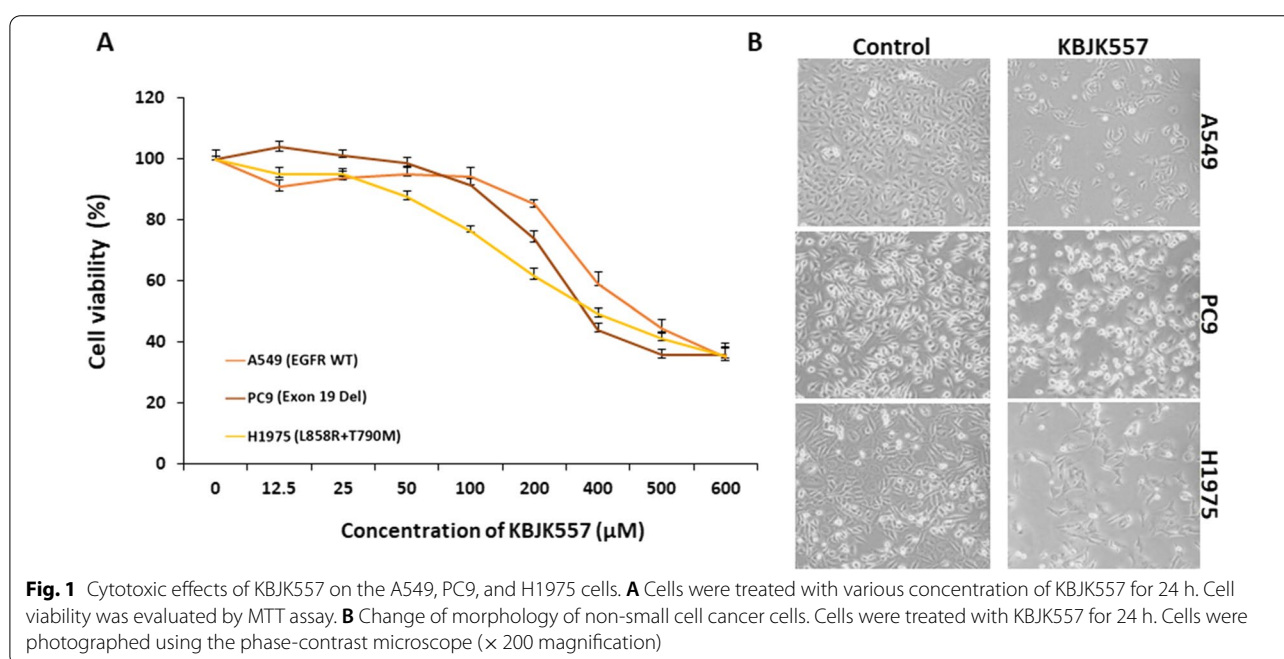 A
B
Control
KBJK557
120
100
80
60
40
20
0
Cell viability (%)
A549 (EGFR WT)
PC9 (Exon 19 Del)
H1975 (L858R+T790M)
0 12.5 25 50 100 200 400 500 600
Concentration of KBJK557 (µM)
A549
PC9
H1975
Fig. 1 Cytotoxic effects of KBJK557 on the A549, PC9, and H1975 cells. A Cells were treated with various concentration of KBJK557 for 24 h. Cell
viability was evaluated by MTT assay. B Change of morphology of non-small cell cancer cells. Cells were treated with KBJK557 for 24 h. Cells were
photographed using the phase-contrast microscope (× 200 magnification)